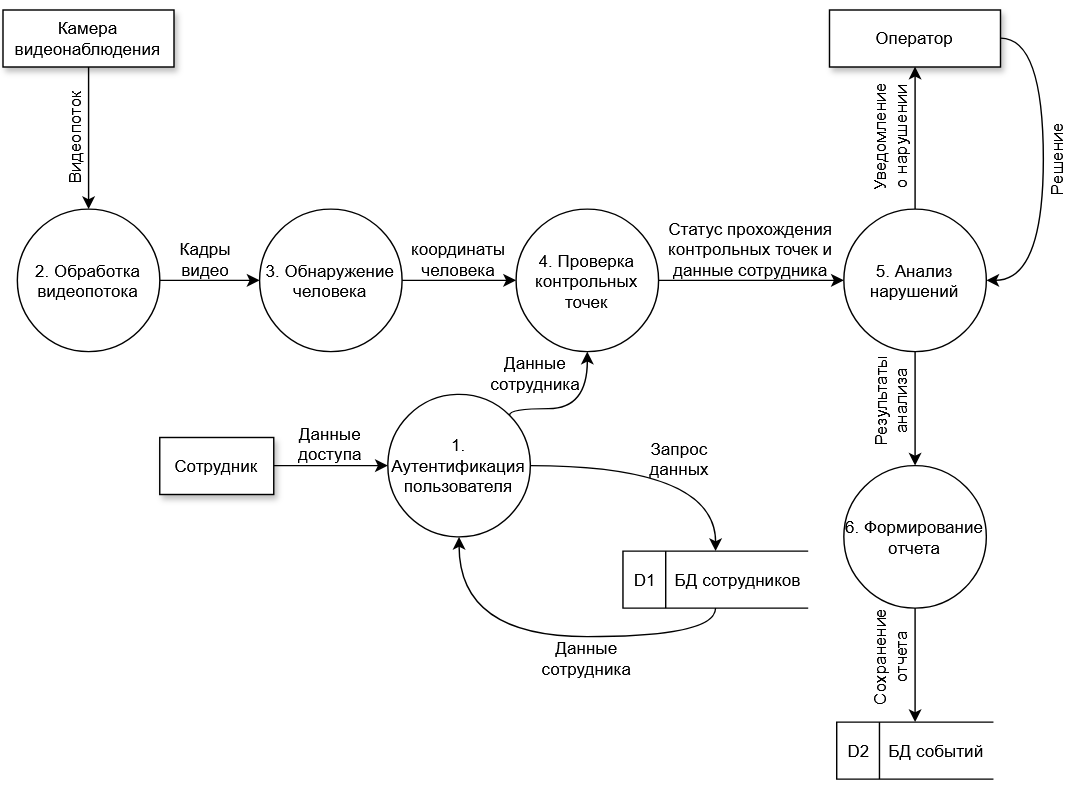 Камера
видеонаблюдения
Оператор
Видеопоток
Уведомление
о нарушении
Решение
2. Обработка
видеопотока
Кадры
видео
3. Обнаружение
человека
координаты
человека
4. Проверка
контрольных
точек
Статус прохождения
контрольных точек и
данные сотрудника
5. Анализ
нарушений
Данные
сотрудника
Результаты
анализа
Сотрудник
Данные
доступа
1.
Аутентификация
пользователя
Запрос
данных
6. Формирование
отчета
D1
БД сотрудников
Данные
сотрудника
Сохранение
отчета
D2
БД событий